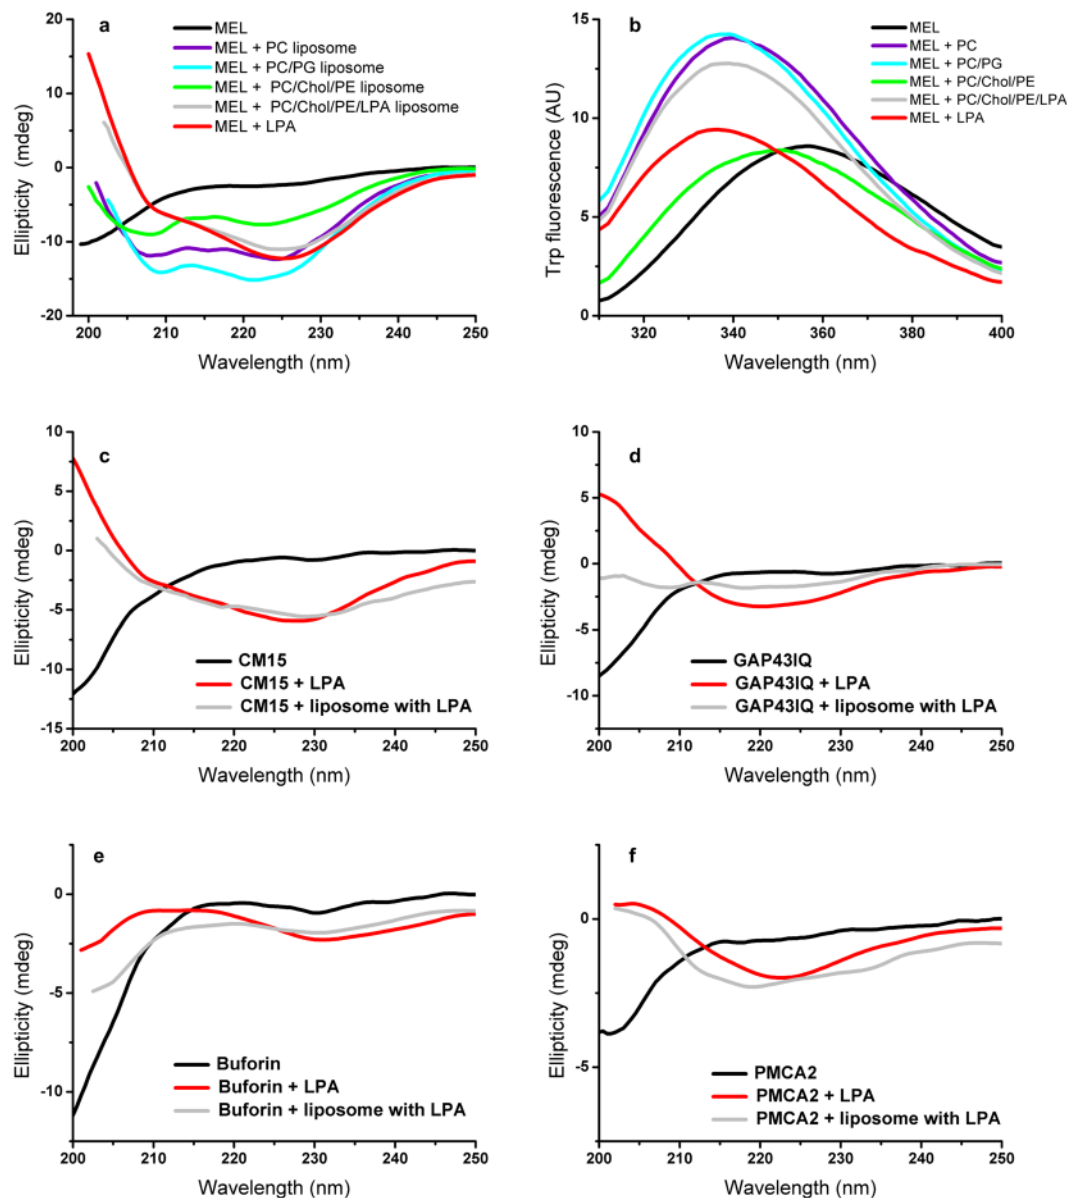 a
MEL
MEL + PC liposome
MEL + PC/PG liposome
MEL + PC/Chol/PE liposome
MEL + PC/Chol/PE/LPA liposome
MEL + LPA
20
10
0
-10
-20
Ellipticity (mdeg)
200 210 220 230 240 250
Wavelength (nm)
b
MEL
MEL + PC
MEL + PC/PG
MEL + PC/Chol/PE
MEL + PC/Chol/PE/LPA
MEL + LPA
15
10
5
0
Trp fluorescence (AU)
320 340 360 380 400
Wavelength (nm)
c
10
5
0
-5
-10
-15
Ellipticity (mdeg)
CM15
CM15 + LPA
CM15 + liposome with LPA
200 210 220 230 240 250
Wavelength (nm)
d
10
5
0
-5
-10
Ellipticity (mdeg)
GAP43IQ
GAP43IQ + LPA
GAP43IQ + liposome with LPA
200 210 220 230 240 250
Wavelength (nm)
e
0
-5
-10
Ellipticity (mdeg)
Buforin
Buforin + LPA
Buforin + liposome with LPA
200 210 220 230 240 250
Wavelength (nm)
f
0
-5
Ellipticity (mdeg)
PMCA2
PMCA2 + LPA
PMCA2 + liposome with LPA
200 210 220 230 240 250
Wavelength (nm)